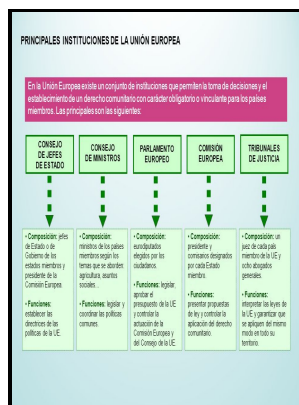 PRINCIPALES INSTITUCIONES DE LA UNIÓN EUROPEA
En la Unión Europea existe un conjunto de instituciones que permiten la toma de decisiones y el
establecimiento de un derecho comunitario con carácter obligatorio o vinculante para los países
miembros. Las principales son las siguientes:
CONSEJO
DE JEFES
DE ESTADO
• Composición: jefes
de Estado o de
Gobierno de los
estados miembros y
presidente de la
Comisión Europea
• Funciones:
establecer las
directrices de las
políticas de la UE.
CONSEJO
DE MINISTROS
• Composición:
ministros de los países
miembros según los
temas que se aborden
agricultura, asuntos
sociales...
• Funciones: legislar y
coordinar las políticas
comunes.
PARLAMENTO
EUROPEO
• Composición:
eurodiputados
elegidos por los
ciudadanos.
• Funciones: legislar,
aprobar el
presupuesto de la UE
y controlar la
actuación de la
Comisión Europea y
del Consejo de la UE.
COMISIÓN
EUROPEA
• Composición:
presidente y
comisarios designados
por cada Estado
miembro.
• Funciones:
presentar propuestas
de ley y controlar la
aplicación del derecho
comunitario.
TRIBUNALES
DE JUSTICIA
• Composición: un
juez de cada país
miembro de la UE y
ocho abogados
generales.
• Funciones:
interpretar las leyes de
la UE y garantizar que
se apliquen del mismo
modo en todo su
territorio.